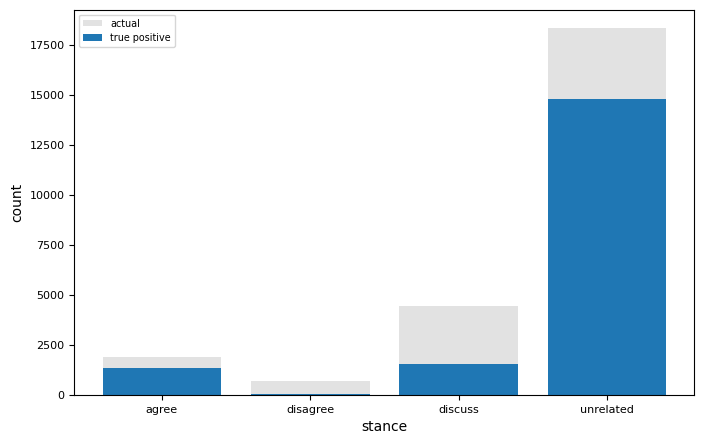 actual
true positive
17500
15000
12500
10000
7500
5000
2500
0
count
agree disagree discuss unrelated
stance